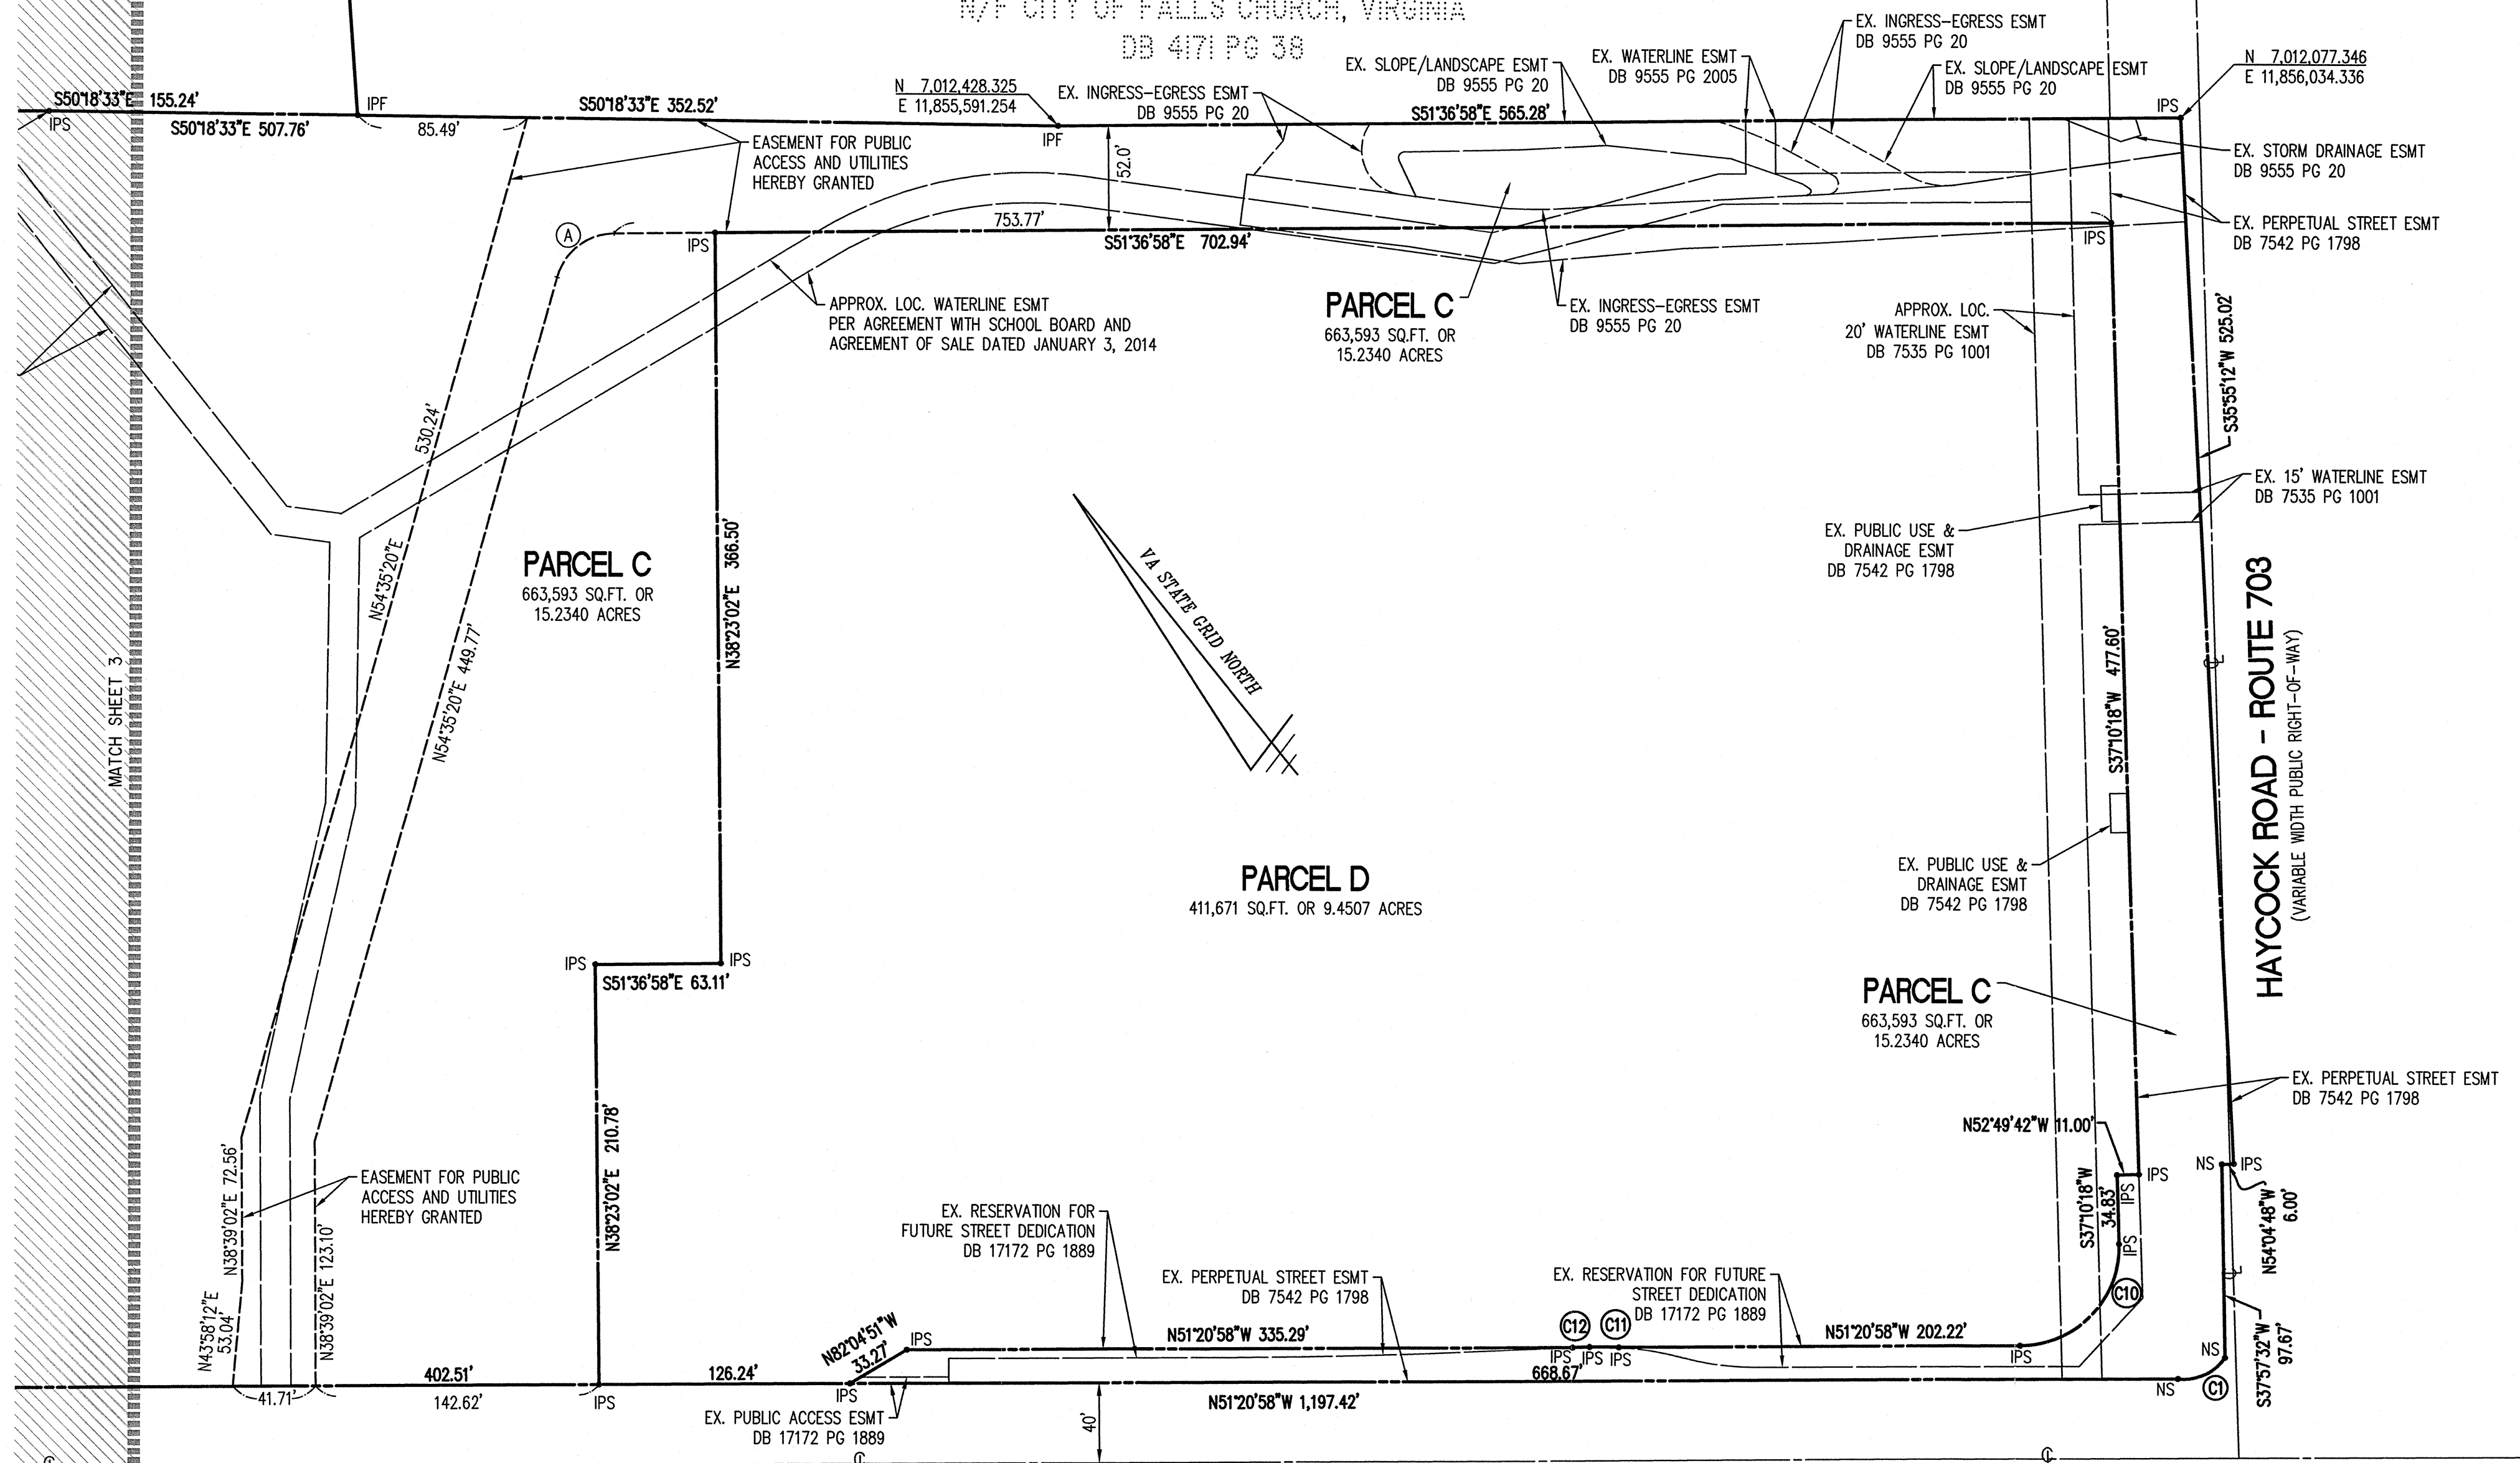 N/F CITY OF FALLS CHURCH, VIRGINIA
DB 4171 PG 38
EX. INGRESS-EGRESS ESMT
DB 9555 PG 20
EX. SLOPE/LANDSCAPE ESMT
DB 9555 PG 20
EX. WATERLINE ESMT
DB 9555 PG 2005
EX. SLOPE/LANDSCAPE ESMT
DB 9555 PG 20
N 7,012,077.346
E 11,856,034.336
N 7,012,428.325
E 11,855,591.254
EX. INGRESS-EGRESS ESMT
DB 9555 PG 20
S50°18'33"E 155.24'
IPS
S50°18'33"E 507.76'
IPF
85.49'
S50°18'33"E 352.52'
IPF
S51°36'58"E 565.28'
IPS
EASEMENT FOR PUBLIC
ACCESS AND UTILITIES
HEREBY GRANTED
52.0'
EX. STORM DRAINAGE ESMT
DB 9555 PG 20
EX. PERPETUAL STREET ESMT
DB 7542 PG 1798
A
IPS
753.77'
S51°36'58"E 702.94'
IPS
APPROX. LOC. WATERLINE ESMT
PER AGREEMENT WITH SCHOOL BOARD AND
AGREEMENT OF SALE DATED JANUARY 3, 2014
PARCEL C
663,593 SQ.FT. OR
15.2340 ACRES
EX. INGRESS-EGRESS ESMT
DB 9555 PG 20
APPROX. LOC.
20' WATERLINE ESMT
DB 7535 PG 1001
S35°55'12"W 525.02'
530.24'
N54°35'20"E
N54°35'20"E 449.77'
MATCH SHEET 3
PARCEL C
663,593 SQ.FT. OR
15.2340 ACRES
N38°23'02"E 366.50'
VA STATE GRID NORTH
EX. 15' WATERLINE ESMT
DB 7535 PG 1001
EX. PUBLIC USE &
DRAINAGE ESMT
DB 7542 PG 1798
S37°10'18"W 477.60'
HAYCOCK ROAD - ROUTE 703
(VARIABLE WIDTH PUBLIC RIGHT-OF-WAY)
PARCEL D
411,671 SQ.FT. OR 9.4507 ACRES
EX. PUBLIC USE &
DRAINAGE ESMT
DB 7542 PG 1798
IPS
IPS
S51°36'58"E 63.11'
PARCEL C
663,593 SQ.FT. OR
15.2340 ACRES
EX. PERPETUAL STREET ESMT
DB 7542 PG 1798
N38°23'02"E 210.78'
N52°49'42"W 11.00'
IPS
IPS
NS
IPS
N54°04'48"W
6.00'
S37°10'18"W
34.83'
IPS
N38°39'02"E 72.56'
EASEMENT FOR PUBLIC
ACCESS AND UTILITIES
HEREBY GRANTED
N38°39'02"E 123.10'
N43°58'12"E
53.04'
EX. RESERVATION FOR
FUTURE STREET DEDICATION
DB 17172 PG 1889
EX. PERPETUAL STREET ESMT
DB 7542 PG 1798
EX. RESERVATION FOR FUTURE
STREET DEDICATION
DB 17172 PG 1889
C10
S37°57'32"W
97.67'
N82°04'51"W
33.27'
IPS
N51°20'58"W 335.29'
C12
C11
IPS
IPS
IPS
N51°20'58"W 202.22'
IPS
NS
402.51'
41.71'
142.62'
IPS
126.24'
IPS
668.67'
N51°20'58"W 1,197.42'
NS
C1
EX. PUBLIC ACCESS ESMT
DB 17172 PG 1889
40'